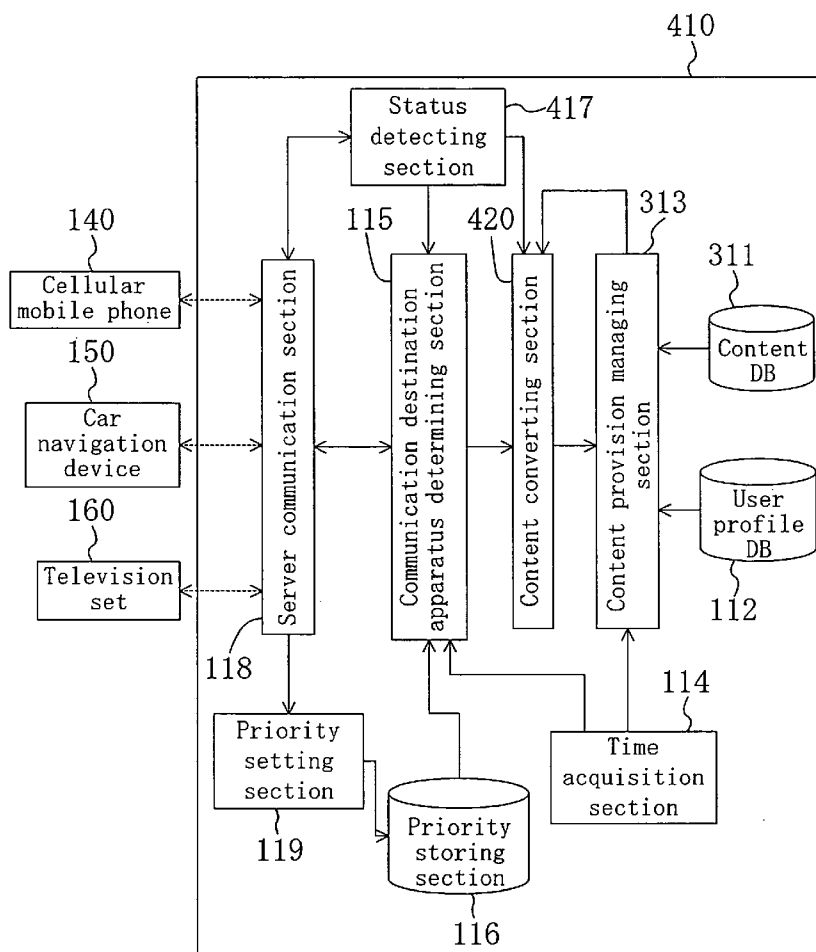 410
Status
detecting
section
417
140
Cellular
mobile phone
150
Car
navigation
device
160
Television
set
Server communication section
118
115
Communication destination
apparatus determining section
420
Content converting section
313
Content provision managing
section
311
Content
DB
User
profile
DB
112
114
Time
acquisition
section
Priority
setting
section
119
Priority
storing
section
116